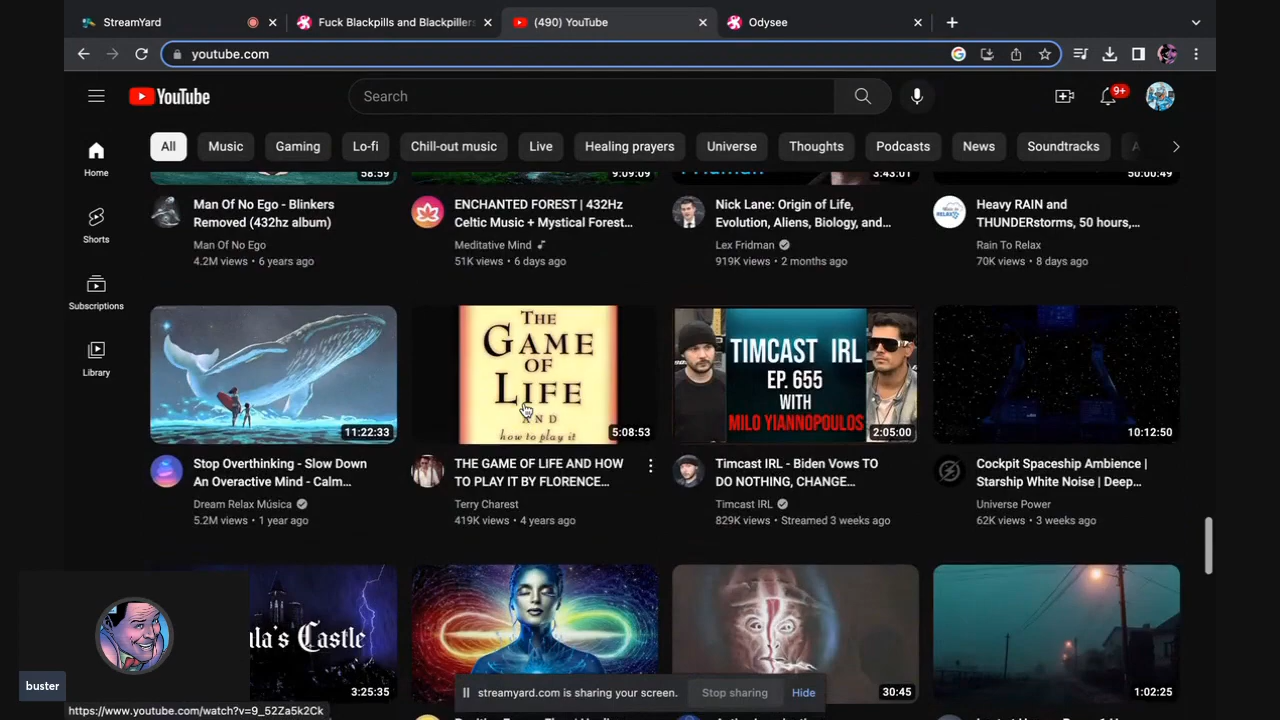 StreamYard
Fuck Blackpills and Blackpillers
(490) YouTube
Odysee
youtube.com
YouTube
Search
9+
All
Music
Gaming
Lo-fi
Chill-out music
Live
Healing prayers
Universe
Thoughts
Podcasts
News
Soundtracks
Home
Shorts
Subscriptions
Library
58:59
9:09:09
3:43:01
50:00:49
Man Of No Ego - Blinkers
Removed (432hz album)
Man Of No Ego
4.2M views • 6 years ago
ENCHANTED FOREST | 432Hz
Celtic Music + Mystical Forest...
Meditative Mind
51K views • 6 days ago
Nick Lane: Origin of Life,
Evolution, Aliens, Biology, and...
Lex Fridman
919K views • 2 months ago
Heavy RAIN and
THUNDERstorms, 50 hours,...
Rain To Relax
70K views • 8 days ago
11:22:33
THE
GAME
OF
LIFE
AND
how to play it
5:08:53
TIMCAST IRL
EP. 655
WITH
MILO YIANNOPOULOS
2:05:00
10:12:50
Stop Overthinking - Slow Down
An Overactive Mind - Calm...
Dream Relax Música
5.2M views • 1 year ago
THE GAME OF LIFE AND HOW
TO PLAY IT BY FLORENCE...
Terry Charest
419K views • 4 years ago
Timcast IRL - Biden Vows TO
DO NOTHING, CHANGE...
Timcast IRL
829K views • Streamed 3 weeks ago
Cockpit Spaceship Ambience |
Starship White Noise | Deep...
Universe Power
62K views • 3 weeks ago
ula's Castle
3:25:35
30:45
1:02:25
buster
streamyard.com is sharing your screen.
Stop sharing
Hide
https://www.youtube.com/watch?v=9_52Za5k2Ck